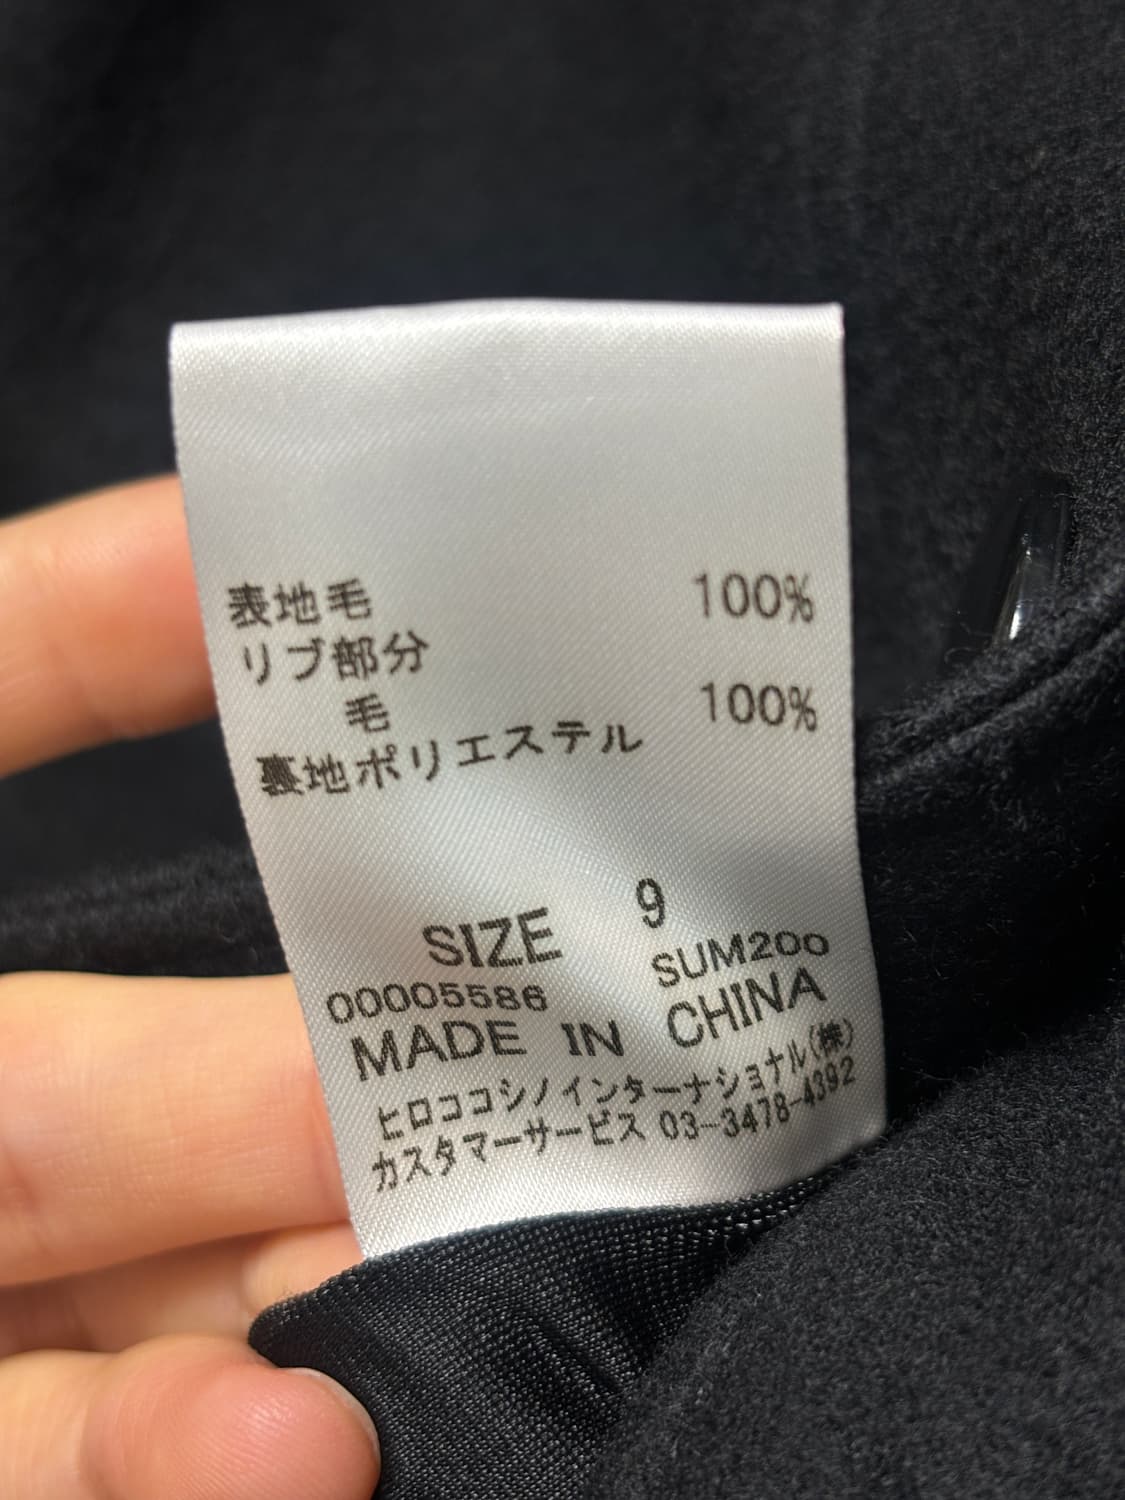 表地毛 100%
リブ部分
毛 100%
裏地ポリエステル
SIZE 9
00005586 SUM200
MADE IN CHINA
ヒロココシノインターナショナル(株)
カスタマーサービス 03-3478-4392